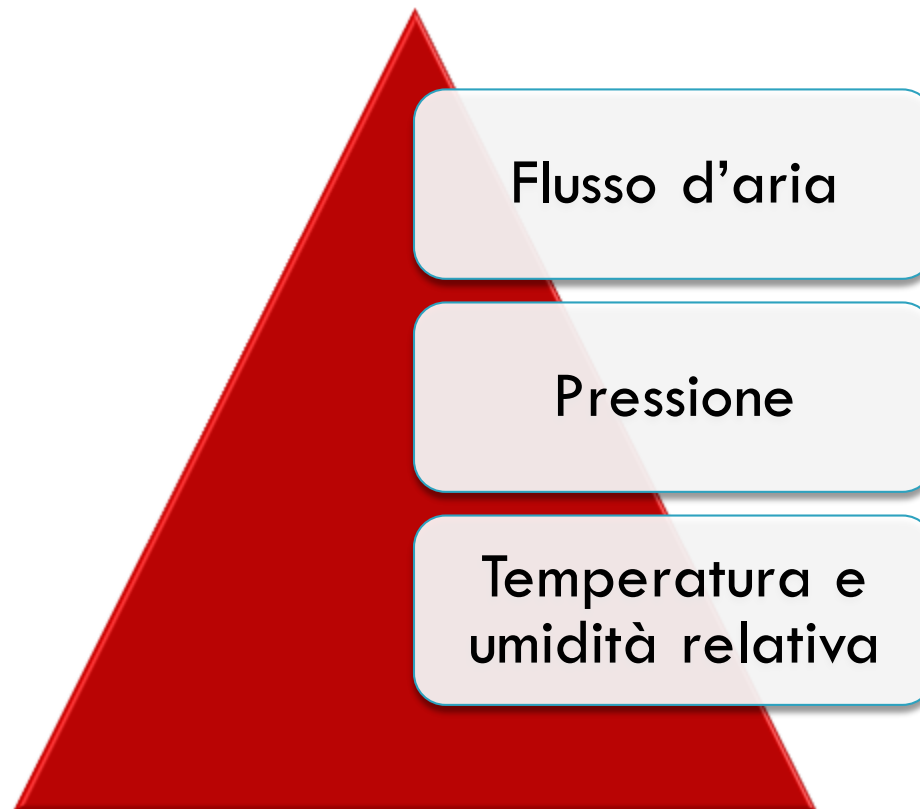 Flusso d’aria
Pressione
Temperatura e
umidità relativa